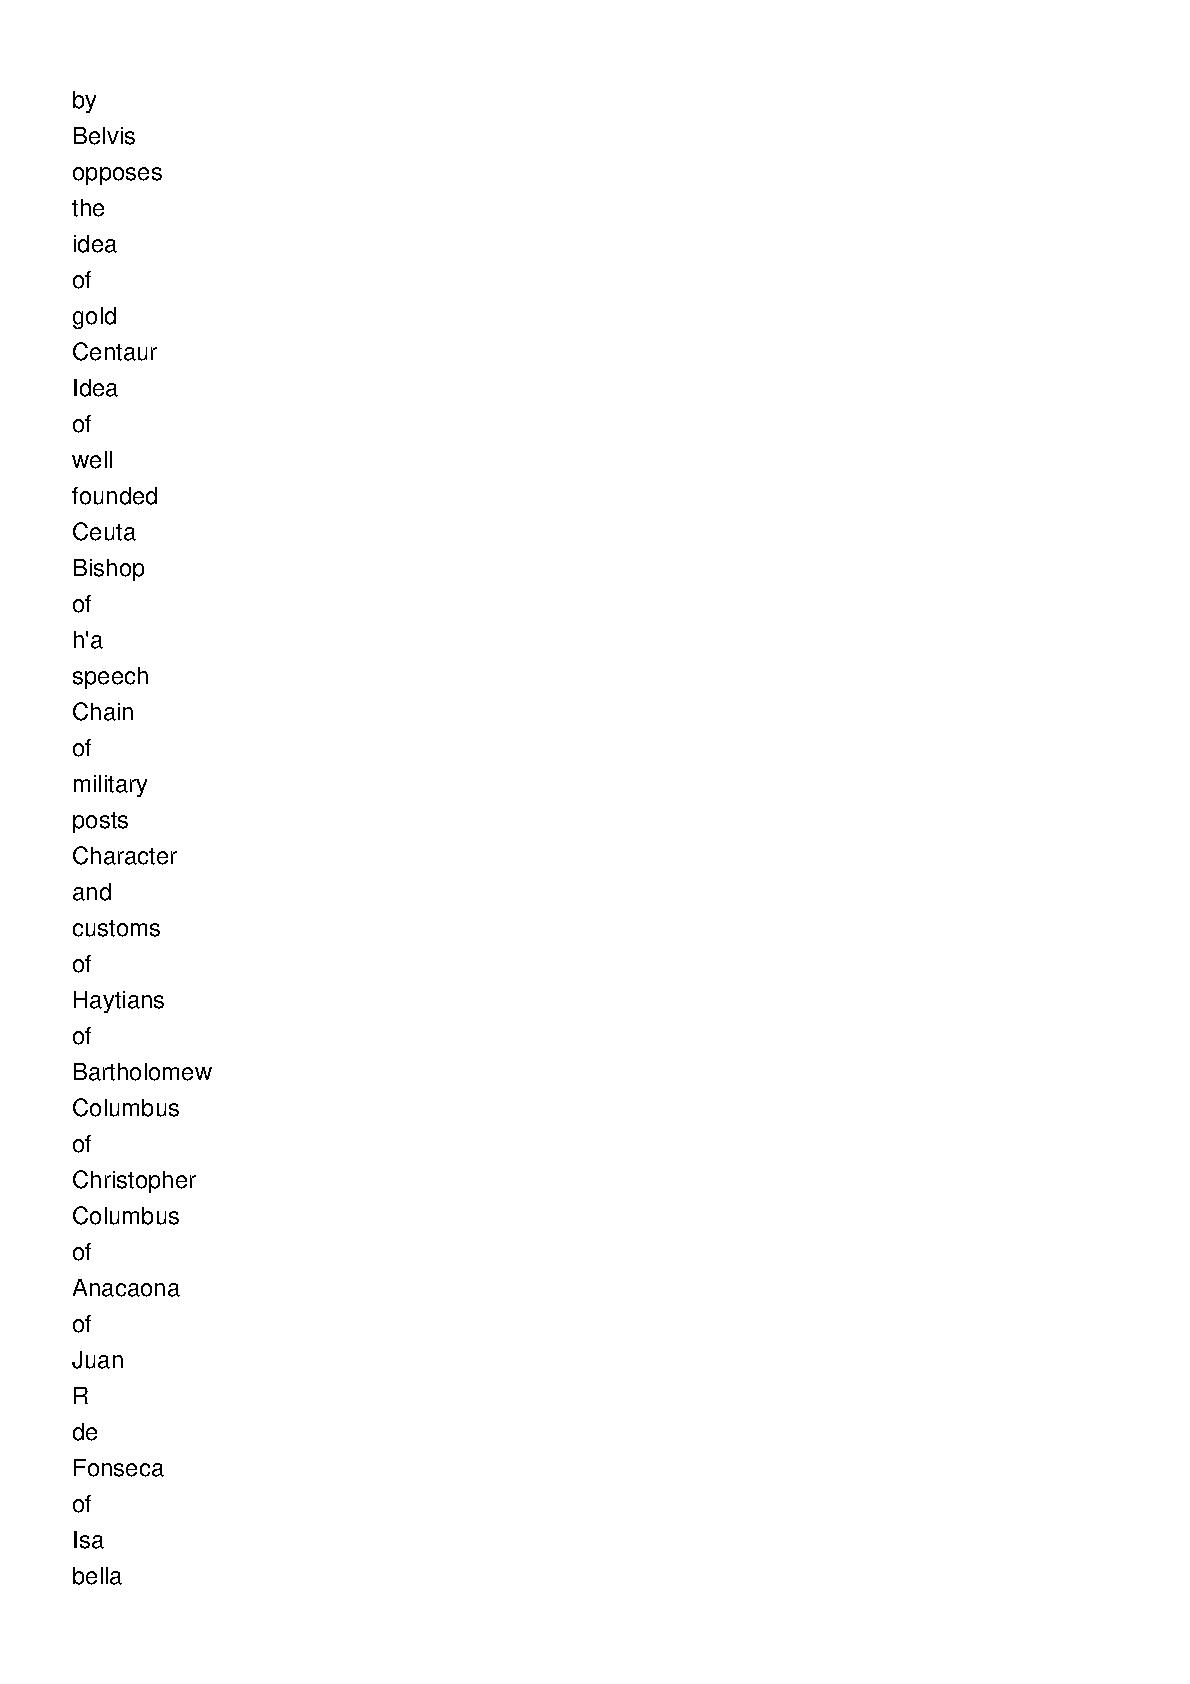 by
Belvis
opposes
the
idea
of
gold
Centaur
Idea
of
well
founded
Ceuta
Bishop
of
h'a
speech
Chain
of
military
posts
Character
and
customs
of
Haytians
of
Bartholomew
Columbus
of
Christopher
Columbus
of
Anacaona
of
Juan
R
de
Fonseca
of
Isa
bella